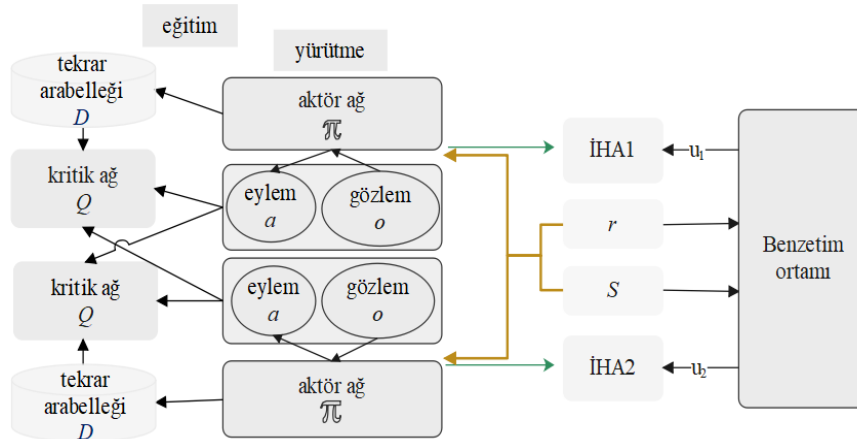 eğitim
yürütme
tekrar
arabelleği
D
aktör ağ
π
İHA1
u₁
kritik ağ
Q
eylem
a
gözlem
o
r
Benzetim
ortamı
kritik ağ
Q
eylem
a
gözlem
o
S
tekrar
arabelleği
D
aktör ağ
π
İHA2
u₂